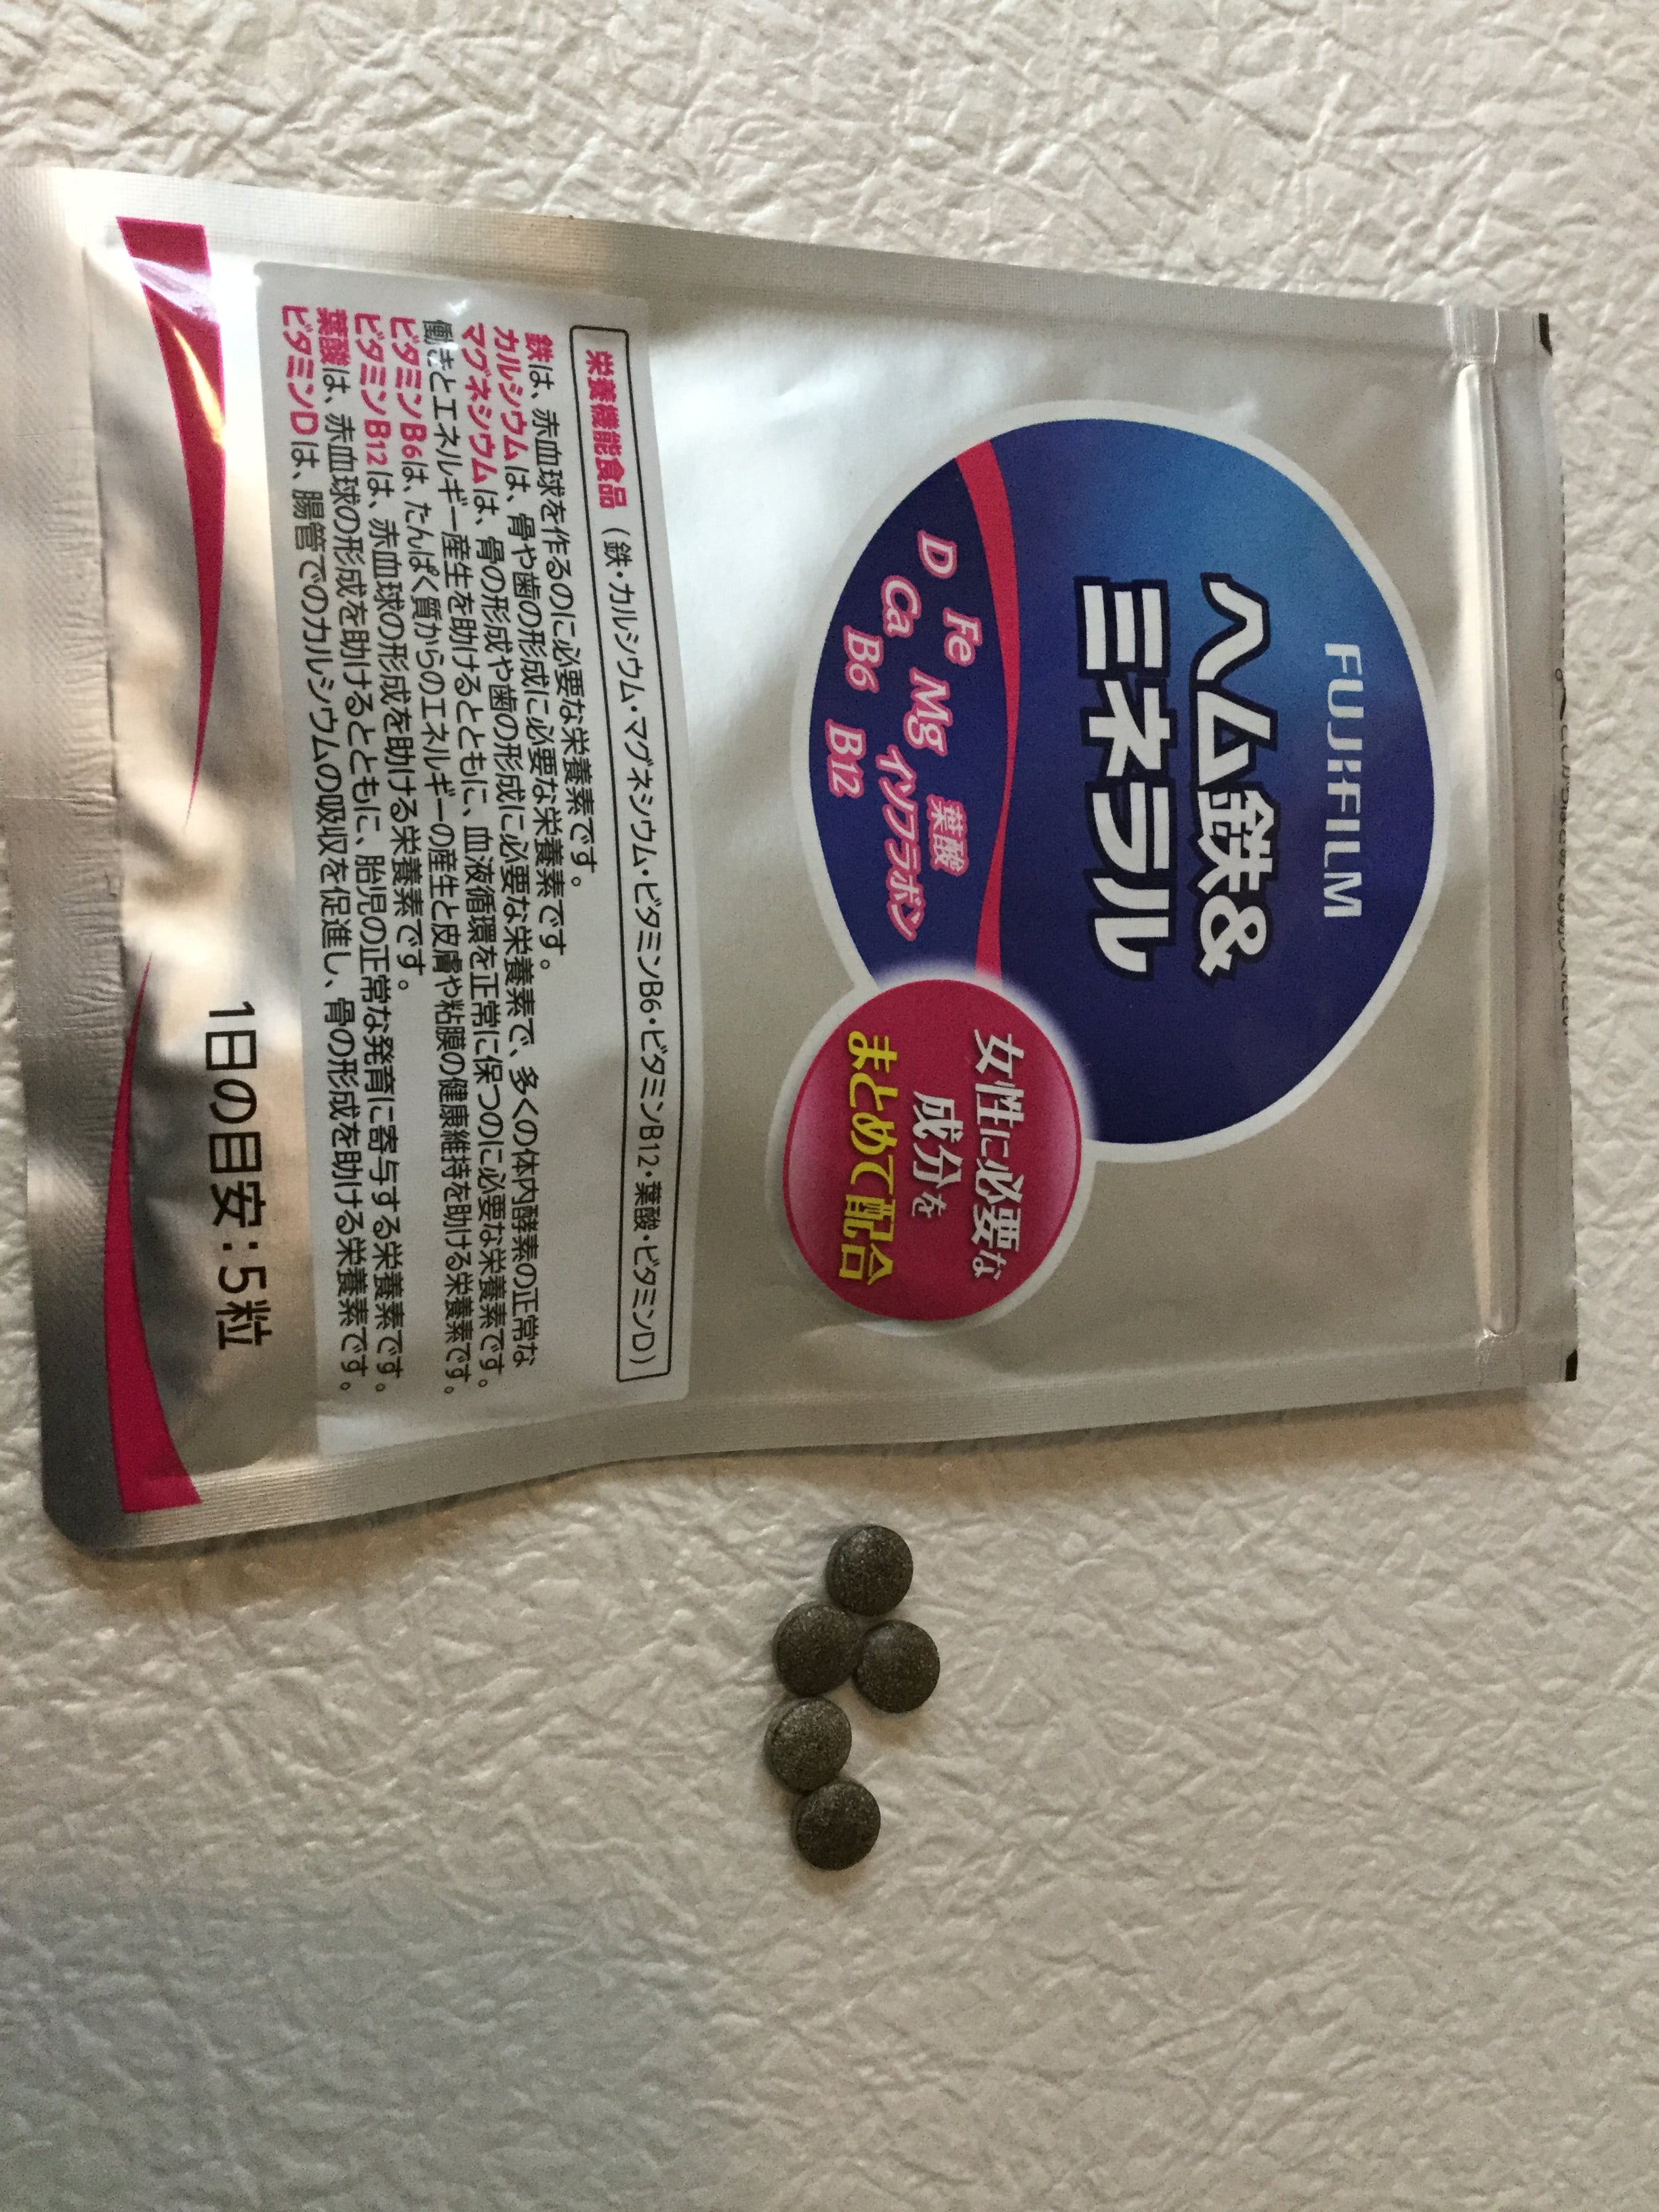 FUJIFILM
ヘム鉄&
ミネラル
Fe Mg 葉酸
D Ca イソフラボン
B6 B12
女性に必要な
成分を
まとめて配合
栄養機能食品（鉄・カルシウム・マグネシウム・ビタミンB6・ビタミンB12・葉酸・ビタミンD）
鉄は、赤血球を作るのに必要な栄養素です。
カルシウムは、骨や歯の形成に必要な栄養素です。
マグネシウムは、骨の形成や歯の形成に必要な栄養素で、多くの体内酵素の正常な
働きとエネルギー産生を助けるとともに、血液循環を正常に保つのに必要な栄養素です。
ビタミンB6は、たんぱく質からのエネルギーの産生と皮膚や粘膜の健康維持を助ける栄養素です。
ビタミンB12は、赤血球の形成を助ける栄養素です。
葉酸は、赤血球の形成を助けるとともに、胎児の正常な発育に寄与する栄養素です。
ビタミンDは、腸管でのカルシウムの吸収を促進し、骨の形成を助ける栄養素です。
1日の目安：5粒